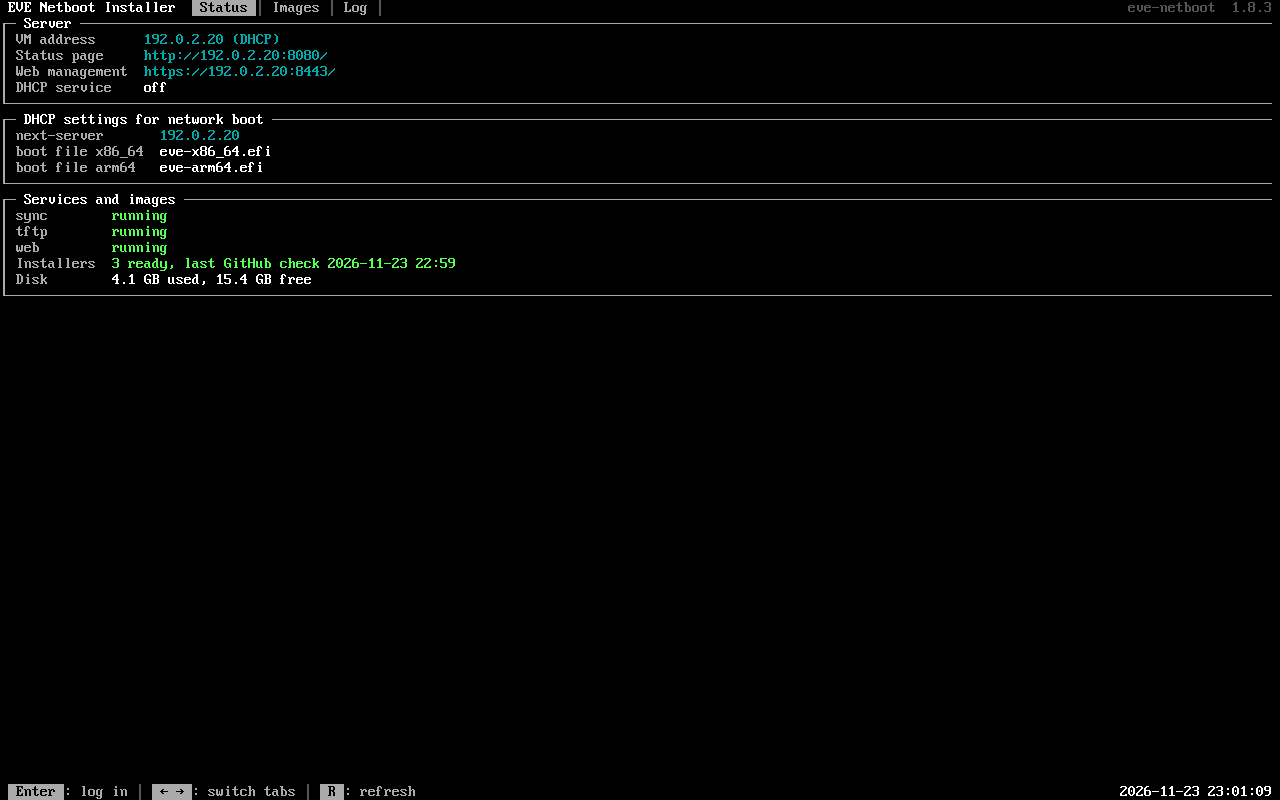 EVE Netboot Installer  Status | Images | Log |  eve-netboot 1.8.3
Server
VM address 192.0.2.20 (DHCP)
Status page http://192.0.2.20:8080/
Web management https://192.0.2.20:8443/
DHCP service off
DHCP settings for network boot
next-server 192.0.2.20
boot file x86_64 eve-x86_64.efi
boot file arm64 eve-arm64.efi
Services and images
sync running
tftp running
web running
Installers 3 ready, last GitHub check 2026-11-23 22:59
Disk 4.1 GB used, 15.4 GB free
Enter: log in | ← →: switch tabs | R: refresh  2026-11-23 23:01:09